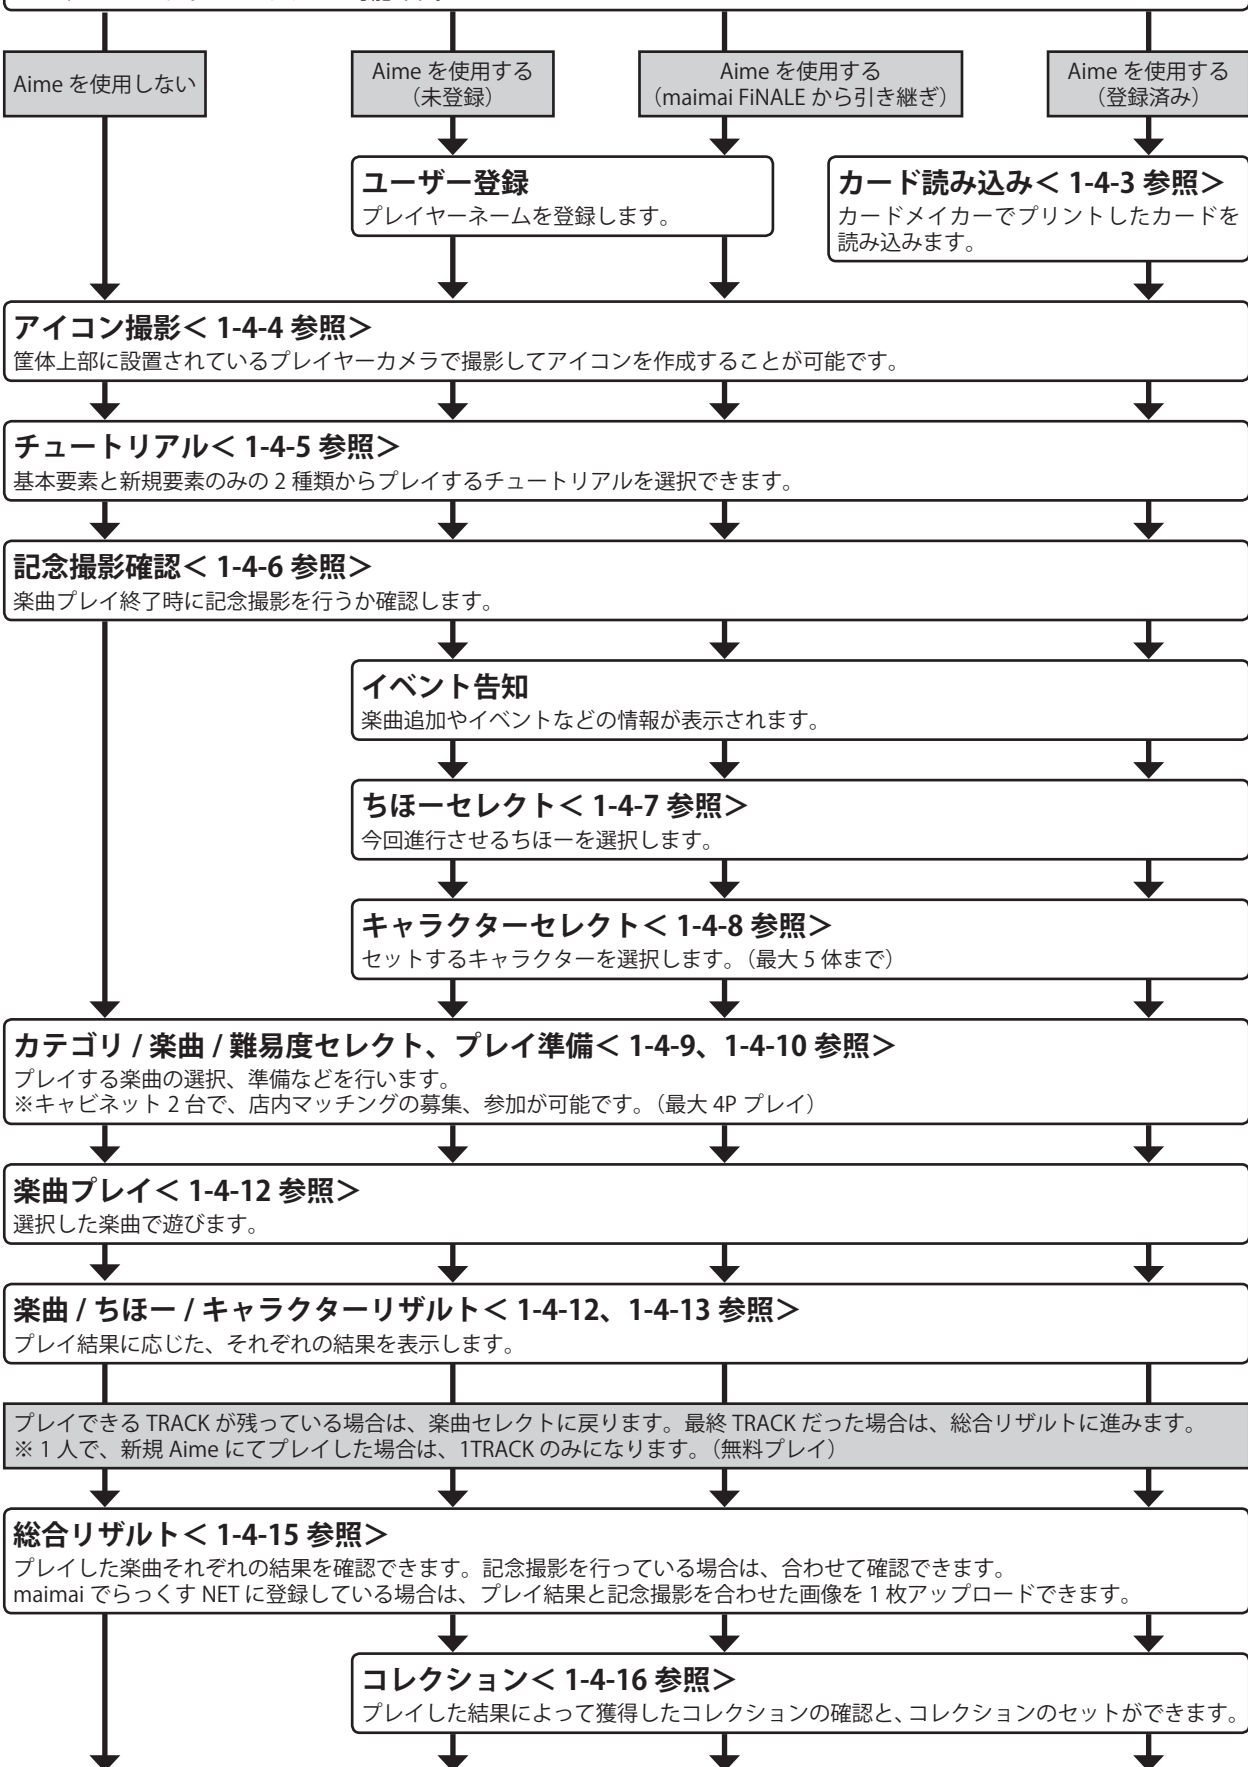 Aime を使用しない
Aime を使用する
（未登録）
Aime を使用する
（maimai FiNALE から引き継ぎ）
Aime を使用する
（登録済み）
ユーザー登録
プレイヤーネームを登録します。
カード読み込み＜ 1-4-3 参照＞
カードメイカーでプリントしたカードを
読み込みます。
アイコン撮影＜ 1-4-4 参照＞
筐体上部に設置されているプレイヤーカメラで撮影してアイコンを作成することが可能です。
チュートリアル＜ 1-4-5 参照＞
基本要素と新規要素のみの 2 種類からプレイするチュートリアルを選択できます。
記念撮影確認＜ 1-4-6 参照＞
楽曲プレイ終了時に記念撮影を行うか確認します。
イベント告知
楽曲追加やイベントなどの情報が表示されます。
ちほーセレクト＜ 1-4-7 参照＞
今回進行させるちほーを選択します。
キャラクターセレクト＜ 1-4-8 参照＞
セットするキャラクターを選択します。（最大 5 体まで）
カテゴリ / 楽曲 / 難易度セレクト、プレイ準備＜ 1-4-9、1-4-10 参照＞
プレイする楽曲の選択、準備などを行います。
※キャビネット 2 台で、店内マッチングの募集、参加が可能です。（最大 4P プレイ）
楽曲プレイ＜ 1-4-12 参照＞
選択した楽曲で遊びます。
楽曲 / ちほー / キャラクターリザルト＜ 1-4-12、1-4-13 参照＞
プレイ結果に応じた、それぞれの結果を表示します。
プレイできる TRACK が残っている場合は、楽曲セレクトに戻ります。最終 TRACK だった場合は、総合リザルトに進みます。
※ 1 人で、新規 Aime にてプレイした場合は、1TRACK のみになります。（無料プレイ）
総合リザルト＜ 1-4-15 参照＞
プレイした楽曲それぞれの結果を確認できます。記念撮影を行っている場合は、合わせて確認できます。
maimai でらっくす NET に登録している場合は、プレイ結果と記念撮影を合わせた画像を 1 枚アップロードできます。
コレクション＜ 1-4-16 参照＞
プレイした結果によって獲得したコレクションの確認と、コレクションのセットができます。